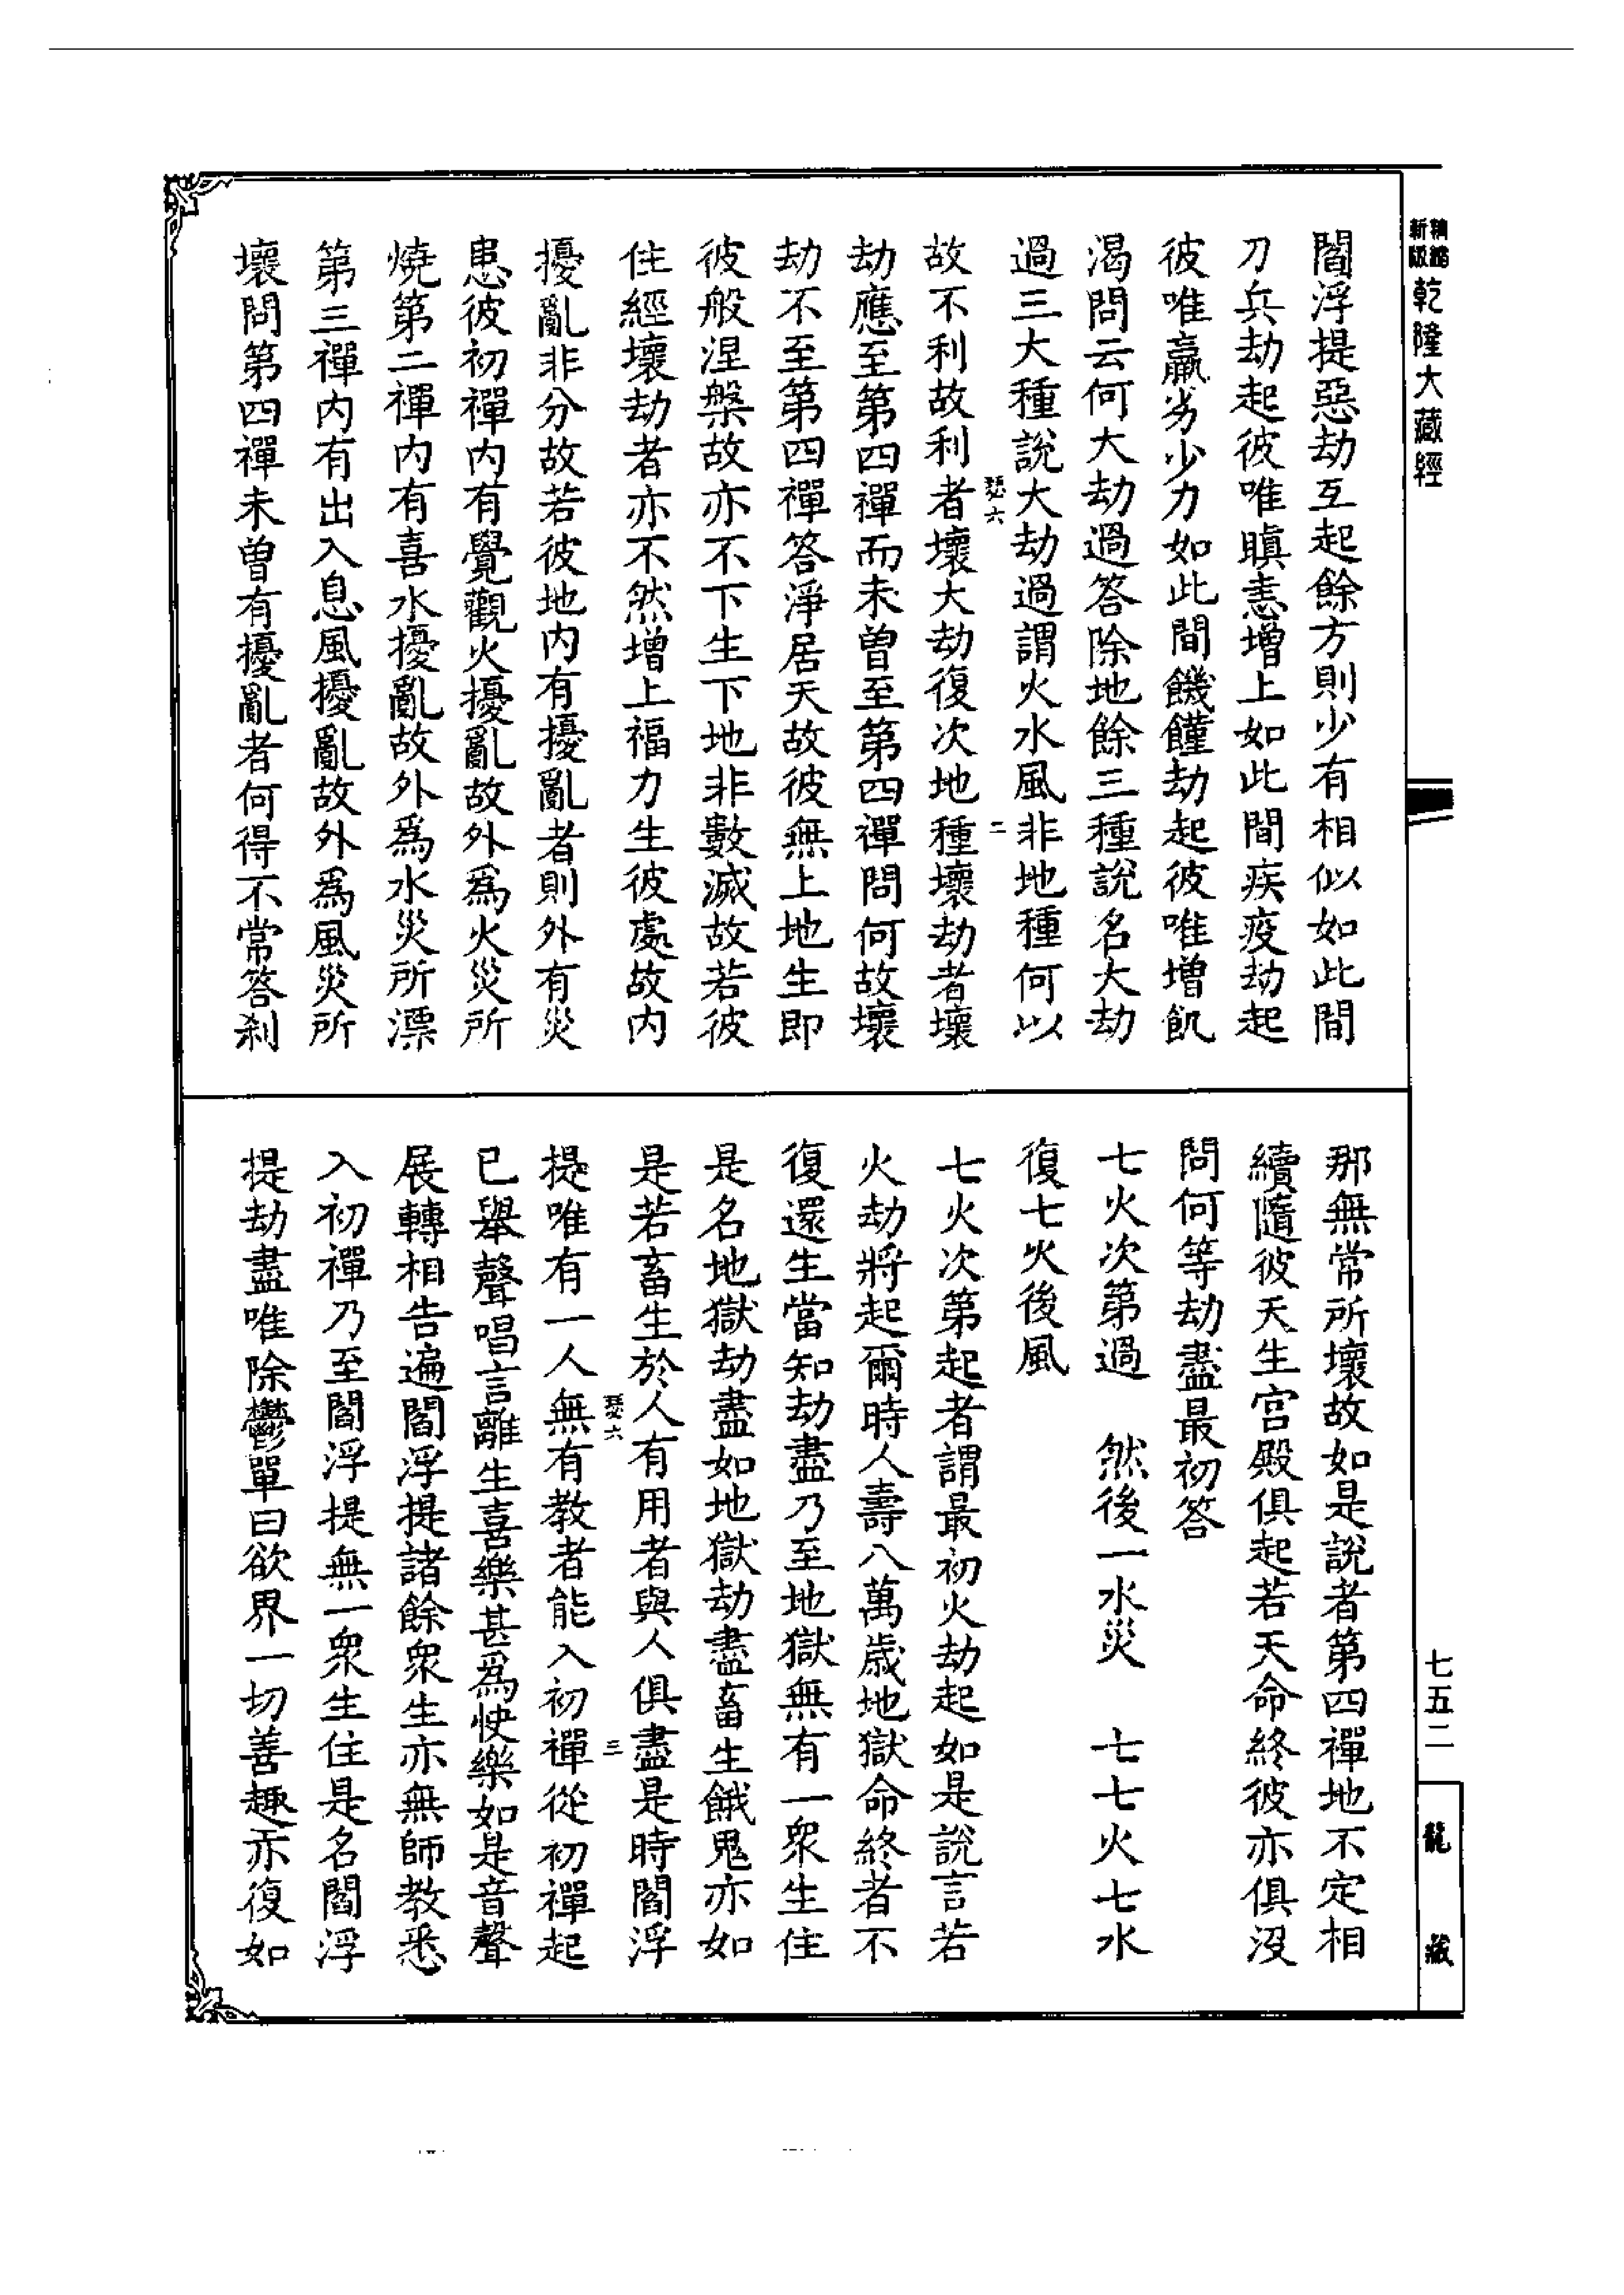 新版精縮
乾隆大藏經
閻浮提惡劫互起餘方則少有相似如此間
刀兵劫起彼唯瞋恚增上如此間疾疫劫起
彼唯羸劣少力如此間饑饉劫起彼唯增飢
渴問云何大劫過答除地餘三種說名大劫
過三大種說大劫過謂火水風非地種何以
故不利故利者壞大劫復次地種壞劫者壞
瑟六
二
劫應至第四禪而未曾至第四禪問何故壞
劫不至第四禪答淨居天故彼無上地生即
彼般涅槃故亦不下生下地非數滅故若彼
住經壞劫者亦不然增上福力生彼處故內
擾亂非分故若彼地內有擾亂者則外有災
患彼初禪內有覺觀火擾亂故外爲火災所
燒第二禪內有喜水擾亂故外爲水災所漂
第三禪內有出入息風擾亂故外爲風災所
壞問第四禪未曾有擾亂者何得不常答刹
那無常所壞故如是說者第四禪地不定相
續隨彼天生宫殿俱起若天命終彼亦俱沒
問何等劫盡最初答
七火次第過　然後一水災　七七火七水
復七火後風
七火次第起者謂最初火劫起如是說言若
火劫將起爾時人壽八萬歲地獄命終者不
復還生當知劫盡乃至地獄無有一衆生住
是名地獄劫盡如地獄劫盡畜生餓鬼亦如
是若畜生於人有用者與人俱盡是時閻浮
瑟六
三
提唯有一人無有教者能入初禪從初禪起
已舉聲唱言離生喜樂甚爲快樂如是音聲
展轉相告遍閻浮提諸餘衆生亦無師教悉
入初禪乃至閻浮提無一衆生住是名閻浮
提劫盡唯除鬱單曰欲界一切善趣亦復如
七五二
龍藏